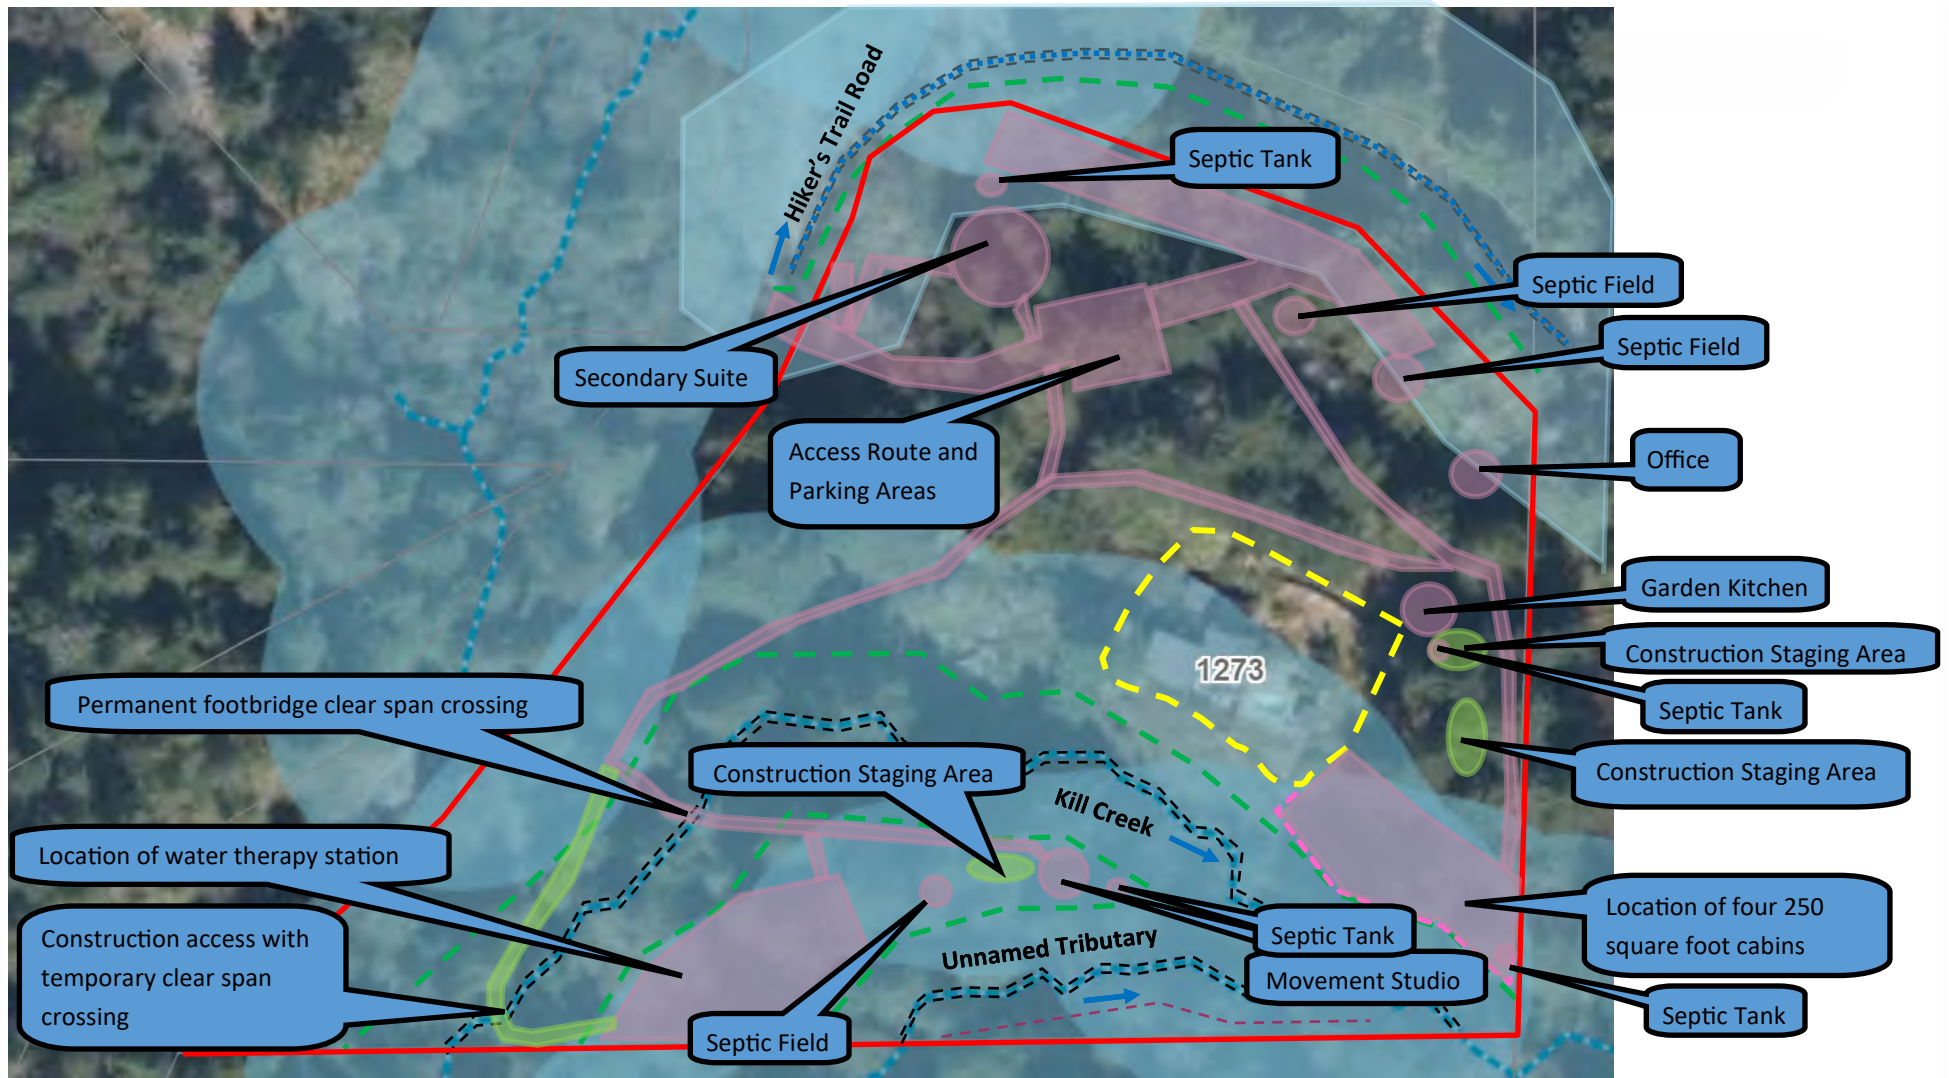 Hiker's Trail Road
Septic Tank
Septic Field
Septic Field
Secondary Suite
Access Route and
Parking Areas
Office
Garden Kitchen
Construction Staging Area
Septic Tank
1273
Permanent footbridge clear span crossing
Construction Staging Area
Construction Staging Area
Kill Creek
Location of water therapy station
Location of four 250
square foot cabins
Construction access with
temporary clear span
crossing
Septic Tank
Unnamed Tributary
Movement Studio
Septic Tank
Septic Field